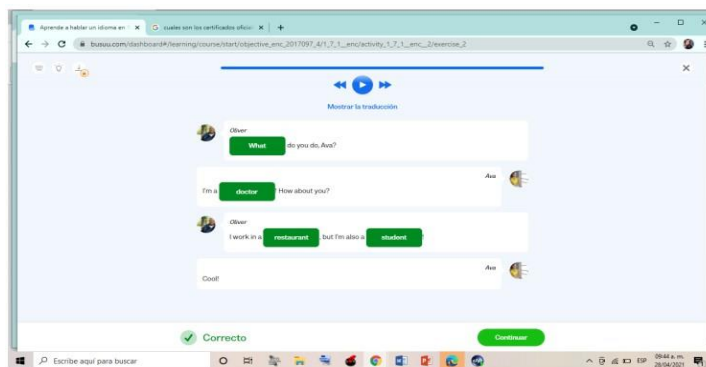 Aprende a hablar un idioma en
cuales son los certificados oficial
busuu.com/dashboard#/learning/course/start/objective_enc_2017097_4/1_7_1__enc/activity_1_7_1__enc__2/exercise_2
Mostrar la traducción
Oliver
What do you do, Ava?
Ava
I'm a doctor! How about you?
Oliver
I work in a restaurant, but I'm also a student!
Ava
Cool!
Correcto
Continuar
Escribe aquí para buscar
ESP
09:44 a. m.
28/04/2021